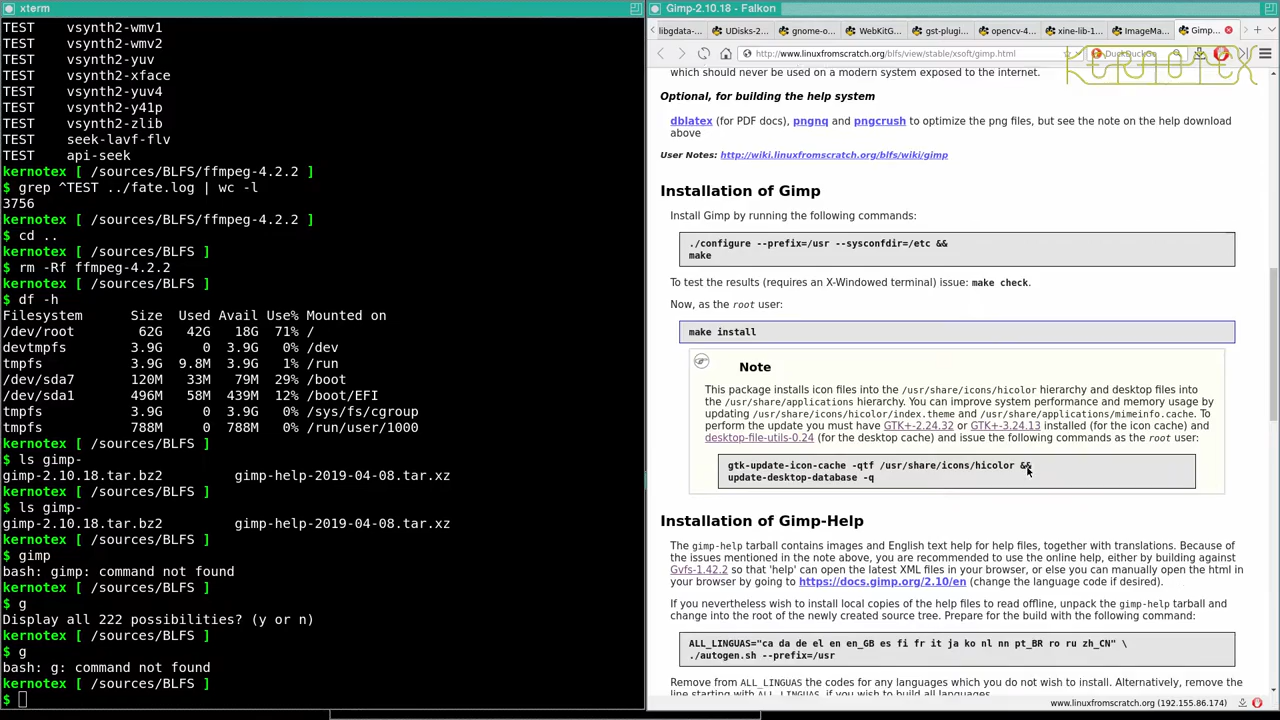 xterm
TEST    vsynth2-wmv1
TEST    vsynth2-wmv2
TEST    vsynth2-yuv
TEST    vsynth2-xface
TEST    vsynth2-yuv4
TEST    vsynth2-y41p
TEST    vsynth2-zlib
TEST    seek-lavf-flv
TEST    api-seek
kernotex [ /sources/BLFS/ffmpeg-4.2.2 ]
$ grep ^TEST ../fate.log | wc -l
3756
kernotex [ /sources/BLFS/ffmpeg-4.2.2 ]
$ cd ..
kernotex [ /sources/BLFS ]
$ rm -Rf ffmpeg-4.2.2
kernotex [ /sources/BLFS ]
$ df -h
Filesystem      Size  Used Avail Use% Mounted on
/dev/root        62G   42G   18G  71% /
devtmpfs        3.9G     0  3.9G   0% /dev
tmpfs           3.9G  9.8M  3.9G   1% /run
/dev/sda7       120M   33M   79M  29% /boot
/dev/sda1       496M   58M  439M  12% /boot/EFI
tmpfs           3.9G     0  3.9G   0% /sys/fs/cgroup
tmpfs           788M     0  788M   0% /run/user/1000
kernotex [ /sources/BLFS ]
$ ls gimp-
gimp-2.10.18.tar.bz2         gimp-help-2019-04-08.tar.xz
kernotex [ /sources/BLFS ]
$ ls gimp-
gimp-2.10.18.tar.bz2         gimp-help-2019-04-08.tar.xz
kernotex [ /sources/BLFS ]
$ gimp
bash: gimp: command not found
kernotex [ /sources/BLFS ]
$ g
Display all 222 possibilities? (y or n)
kernotex [ /sources/BLFS ]
$ g
bash: g: command not found
kernotex [ /sources/BLFS ]
$
Gimp-2.10.18 - Falkon
libgdata-... UDisks-2... gnome-o... WebKitG... gst-plugi... opencv-4... xine-lib-1... ImageMa... Gimp-...
http://www.linuxfromscratch.org/blfs/view/stable/xsoft/gimp.html DuckDuckGo
KERNOTEX
which should never be used on a modern system exposed to the internet.
Optional, for building the help system
dblatex (for PDF docs), pngnq and pngcrush to optimize the png files, but see the note on the help download
above
User Notes: http://wiki.linuxfromscratch.org/blfs/wiki/gimp
Installation of Gimp
Install Gimp by running the following commands:
./configure --prefix=/usr --sysconfdir=/etc &&
make
To test the results (requires an X-Windowed terminal) issue: make check.
Now, as the root user:
make install
Note
This package installs icon files into the /usr/share/icons/hicolor hierarchy and desktop files into
the /usr/share/applications hierarchy. You can improve system performance and memory usage by
updating /usr/share/icons/hicolor/index.theme and /usr/share/applications/mimeinfo.cache. To
perform the update you must have GTK+-2.24.32 or GTK+-3.24.13 installed (for the icon cache) and
desktop-file-utils-0.24 (for the desktop cache) and issue the following commands as the root user:
gtk-update-icon-cache -qtf /usr/share/icons/hicolor &&
update-desktop-database -q
Installation of Gimp-Help
The gimp-help tarball contains images and English text help for help files, together with translations. Because of
the issues mentioned in the note above, you are recommended to use the online help, either by building against
Gvfs-1.42.2 so that 'help' can open the latest XML files in your browser, or else you can manually open the html in
your browser by going to https://docs.gimp.org/2.10/en (change the language code if desired).
If you nevertheless wish to install local copies of the help files to read offline, unpack the gimp-help tarball and
change into the root of the newly created source tree. Prepare for the build with the following command:
ALL_LINGUAS="ca da de el en en_GB es fi fr it ja ko nl nn pt_BR ro ru zh_CN" \
./autogen.sh --prefix=/usr
Remove from ALL_LINGUAS the codes for any languages which you do not wish to install. Alternatively, remove the
line starting with ALL_LINGUAS, if you wish to build all languages.
www.linuxfromscratch.org (192.155.86.174)